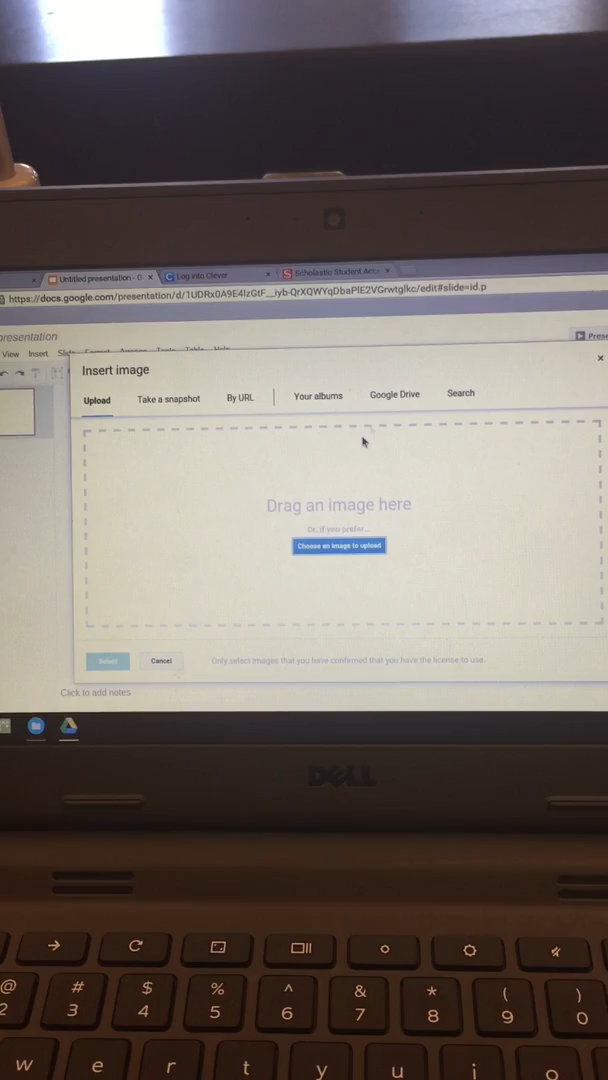 Untitled presentation - G × Log into Clever × Scholastic Student Acce ×
https://docs.google.com/presentation/d/1UDRx0A9E4lzGtF__iyb-QrXQWYqDbaPIE2VGrwtglkc/edit#slide=id.p
presentation
View Insert
Prese
Insert image
×
Upload Take a snapshot By URL Your albums Google Drive Search
Drag an image here
Or, if you prefer...
Choose an image to upload
Select Cancel Only select images that you have confirmed that you have the license to use.
Click to add notes
DELL
@ # $ % ^ & * ( )
2 3 4 5 6 7 8 9 0
w e r t y u i o